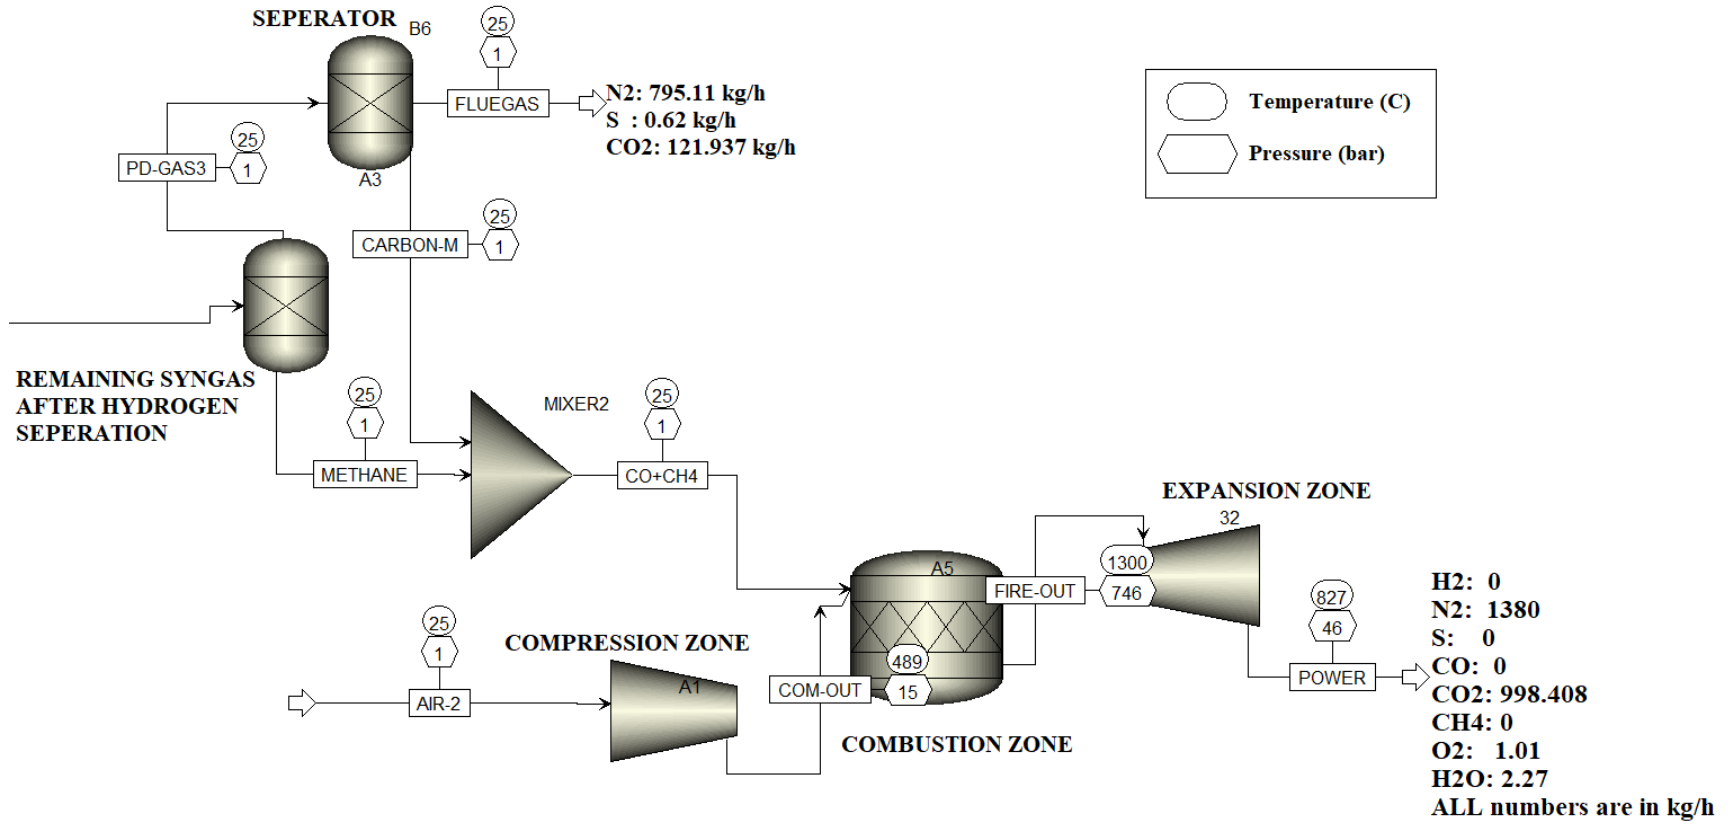 SEPERATOR
B6
25
1
FLUEGAS
N2: 795.11 kg/h
S : 0.62 kg/h
CO2: 121.937 kg/h
Temperature (C)
Pressure (bar)
25
1
PD-GAS3
A3
25
1
CARBON-M
REMAINING SYNGAS
AFTER HYDROGEN
SEPERATION
25
1
METHANE
MIXER2
25
1
CO+CH4
EXPANSION ZONE
32
A5
FIRE-OUT
1300
746
827
46
POWER
H2: 0
N2: 1380
S: 0
CO: 0
CO2: 998.408
CH4: 0
O2: 1.01
H2O: 2.27
ALL numbers are in kg/h
25
1
AIR-2
COMPRESSION ZONE
A1
COM-OUT
489
15
COMBUSTION ZONE